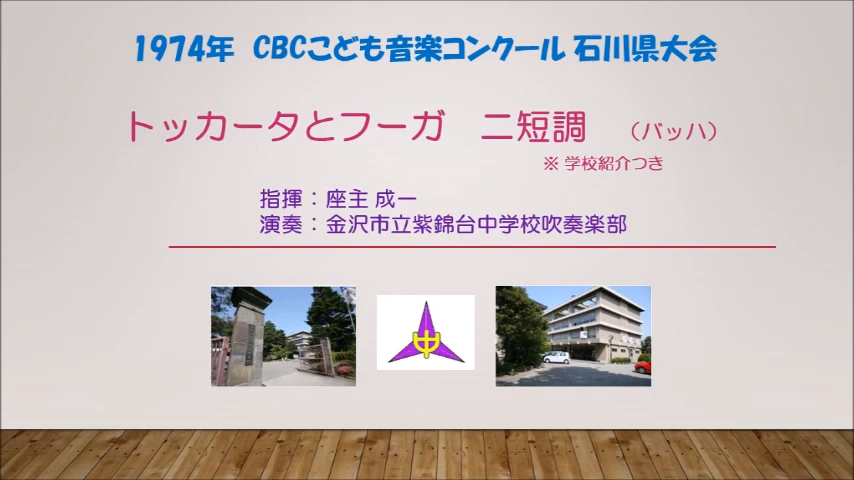 1974年 CBCこども音楽コンクール 石川県大会
トッカータとフーガ ニ短調 （バッハ）
※ 学校紹介つき
指揮：座主 成一
演奏：金沢市立紫錦台中学校吹奏楽部
中